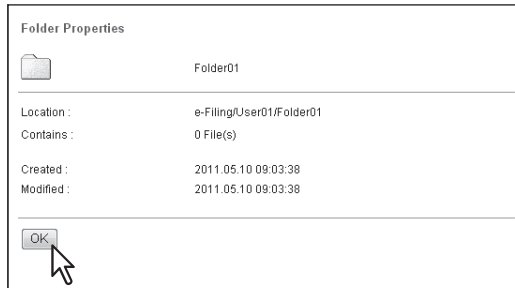 Folder Properties
Folder01
Location : e-Filing/User01/Folder01
Contains : 0 File(s)
Created : 2011.05.10 09:03:38
Modified : 2011.05.10 09:03:38
OK